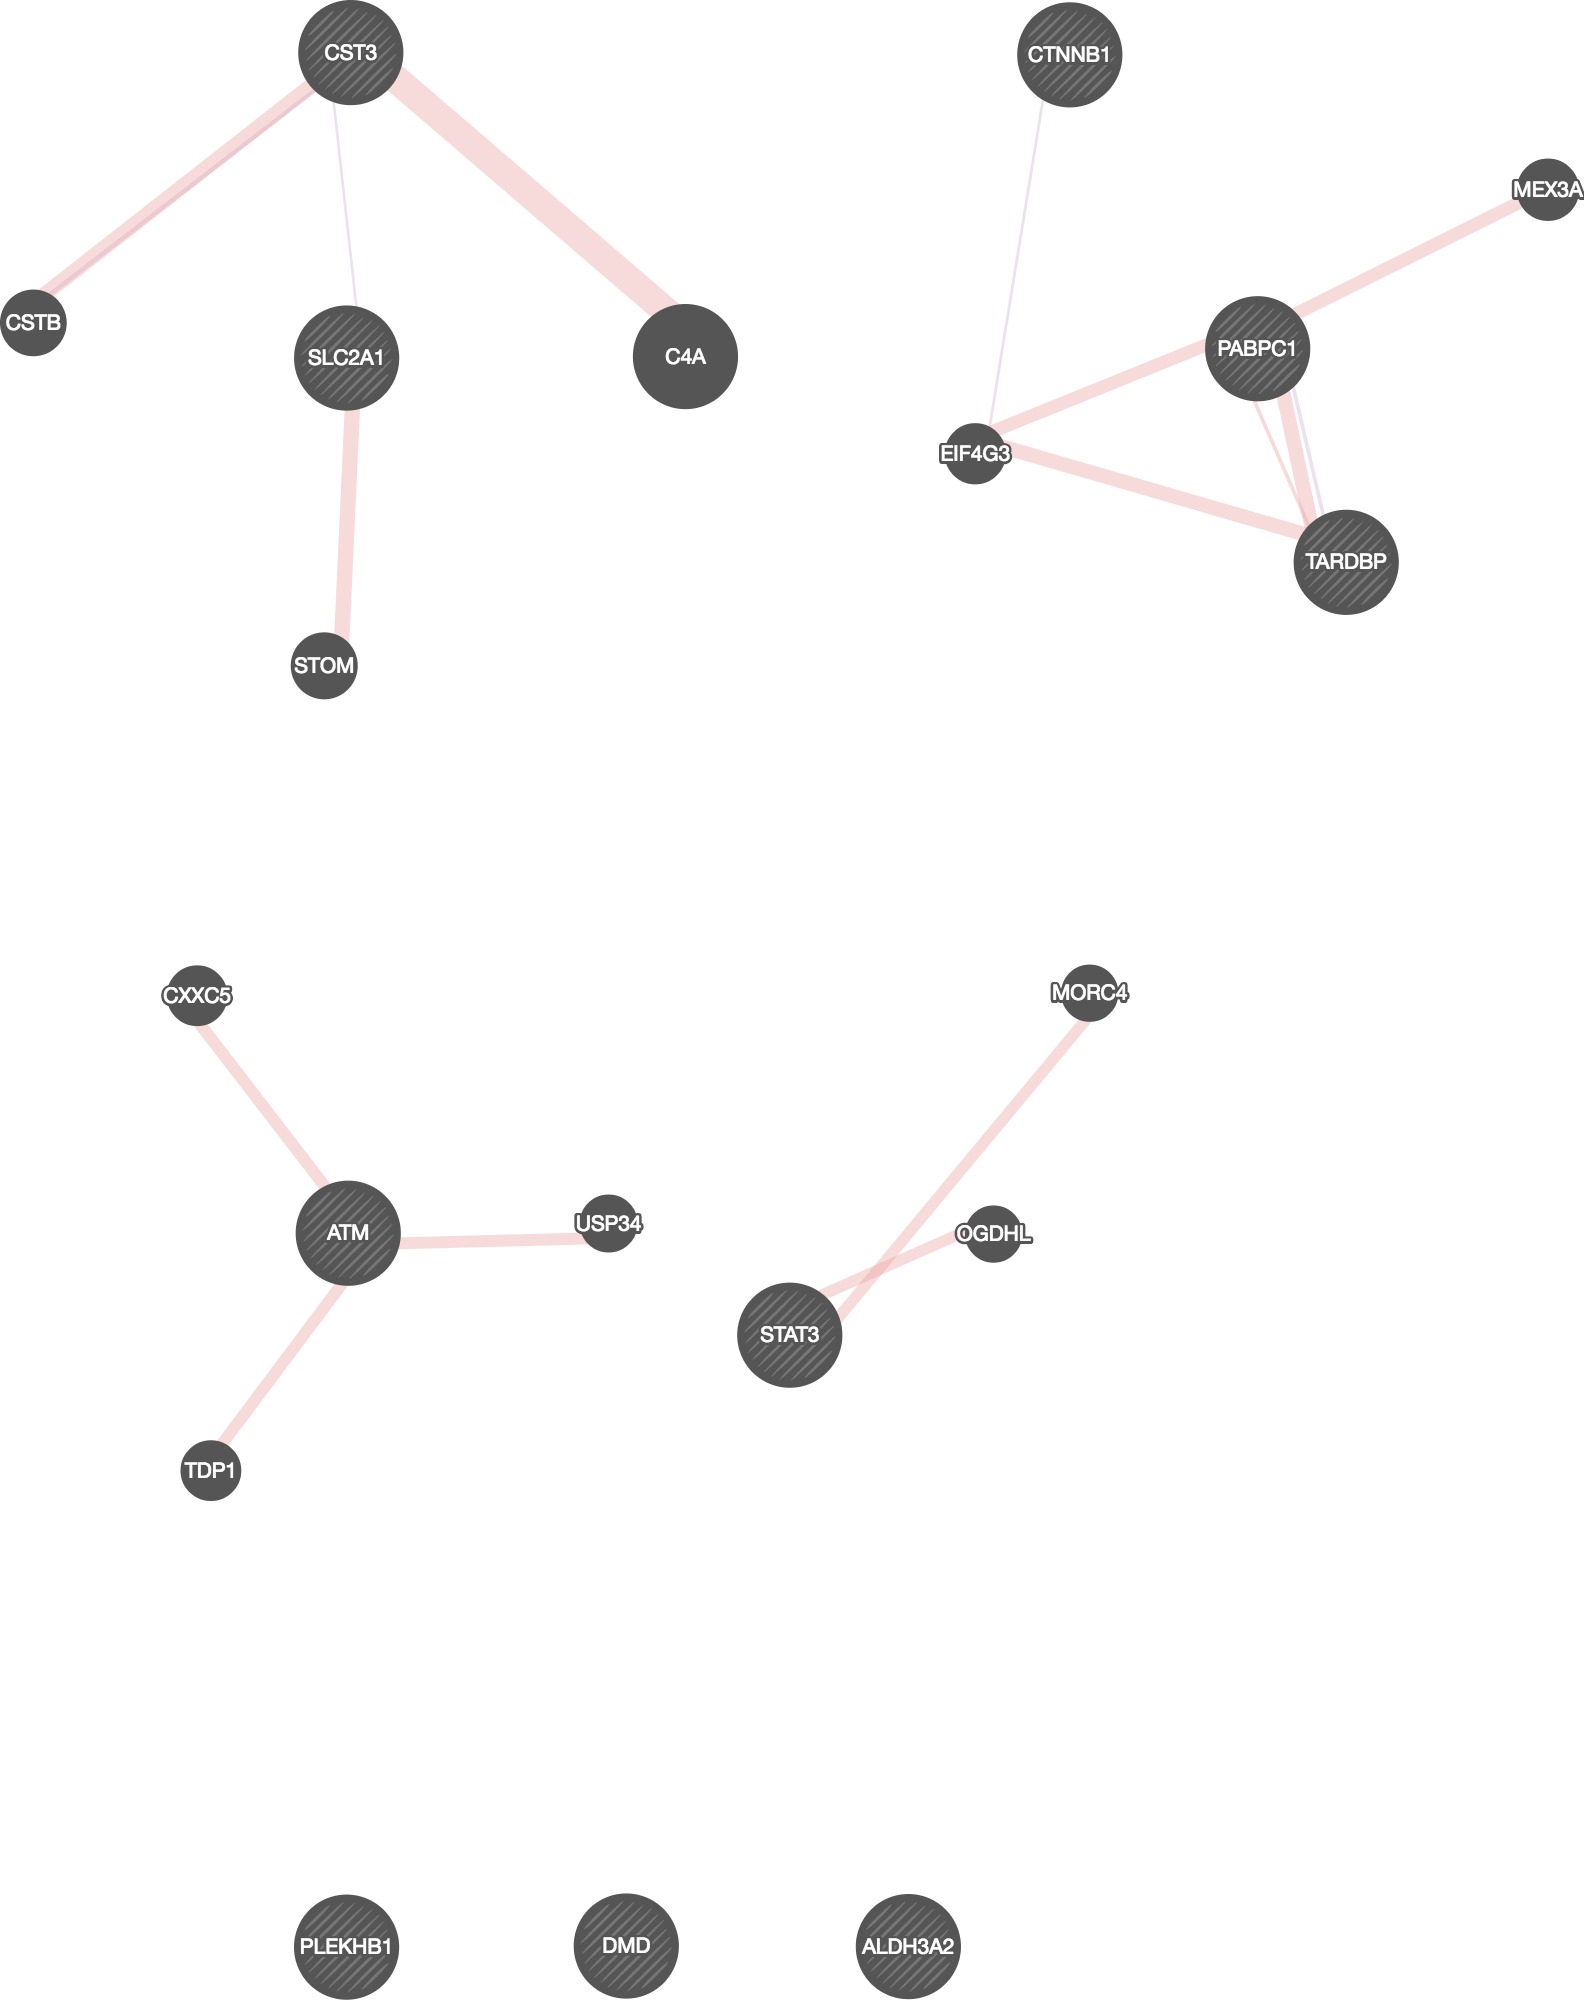 CST3
CTNNB1
MEX3A
CSTB
SLC2A1
C4A
PABPC1
EIF4G3
TARDBP
STOM
CXXC5
MORC4
ATM
USP34
OGDHL
STAT3
TDP1
PLEKHB1
DMD
ALDH3A2